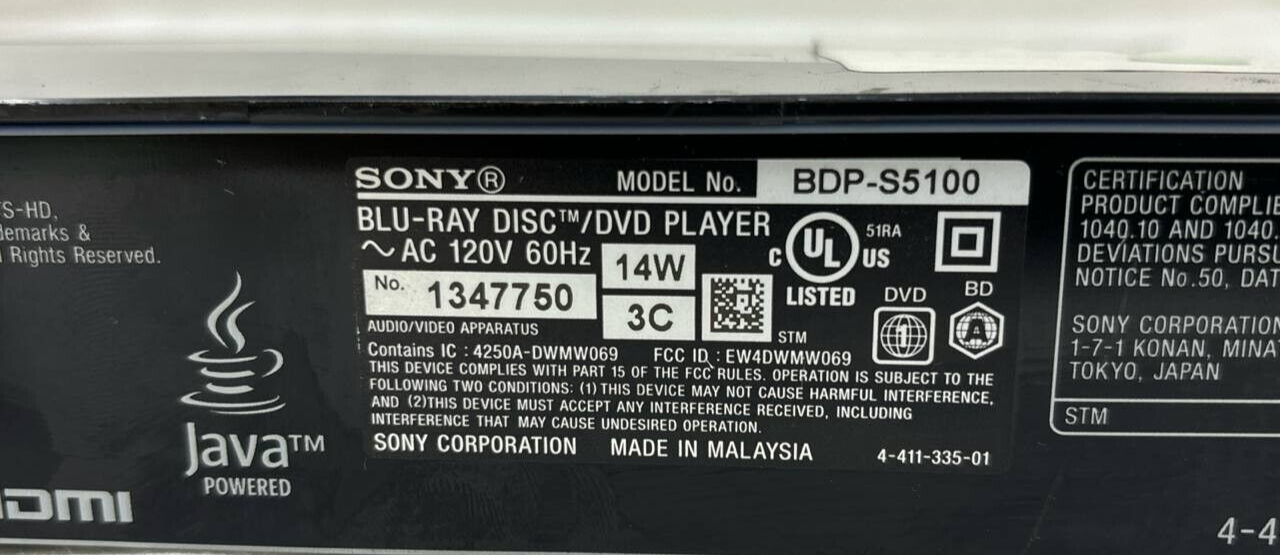 TS-HD,
demarks &
Rights Reserved.
Java™
POWERED
HDMI
SONY®
MODEL No. BDP-S5100
BLU-RAY DISC™/DVD PLAYER
~ AC 120V 60Hz 14W
No. 1347750 3C
AUDIO/VIDEO APPARATUS
C UL US 51RA
LISTED
DVD 1
BD A
STM
Contains IC : 4250A-DWMW069 FCC ID : EW4DWMW069
THIS DEVICE COMPLIES WITH PART 15 OF THE FCC RULES. OPERATION IS SUBJECT TO THE
FOLLOWING TWO CONDITIONS: (1) THIS DEVICE MAY NOT CAUSE HARMFUL INTERFERENCE,
AND (2)THIS DEVICE MUST ACCEPT ANY INTERFERENCE RECEIVED, INCLUDING
INTERFERENCE THAT MAY CAUSE UNDESIRED OPERATION.
SONY CORPORATION MADE IN MALAYSIA 4-411-335-01
CERTIFICATION
PRODUCT COMPLIE
1040.10 AND 1040.
DEVIATIONS PURSU
NOTICE No.50, DAT
SONY CORPORATION
1-7-1 KONAN, MINA
TOKYO, JAPAN
STM
4-4